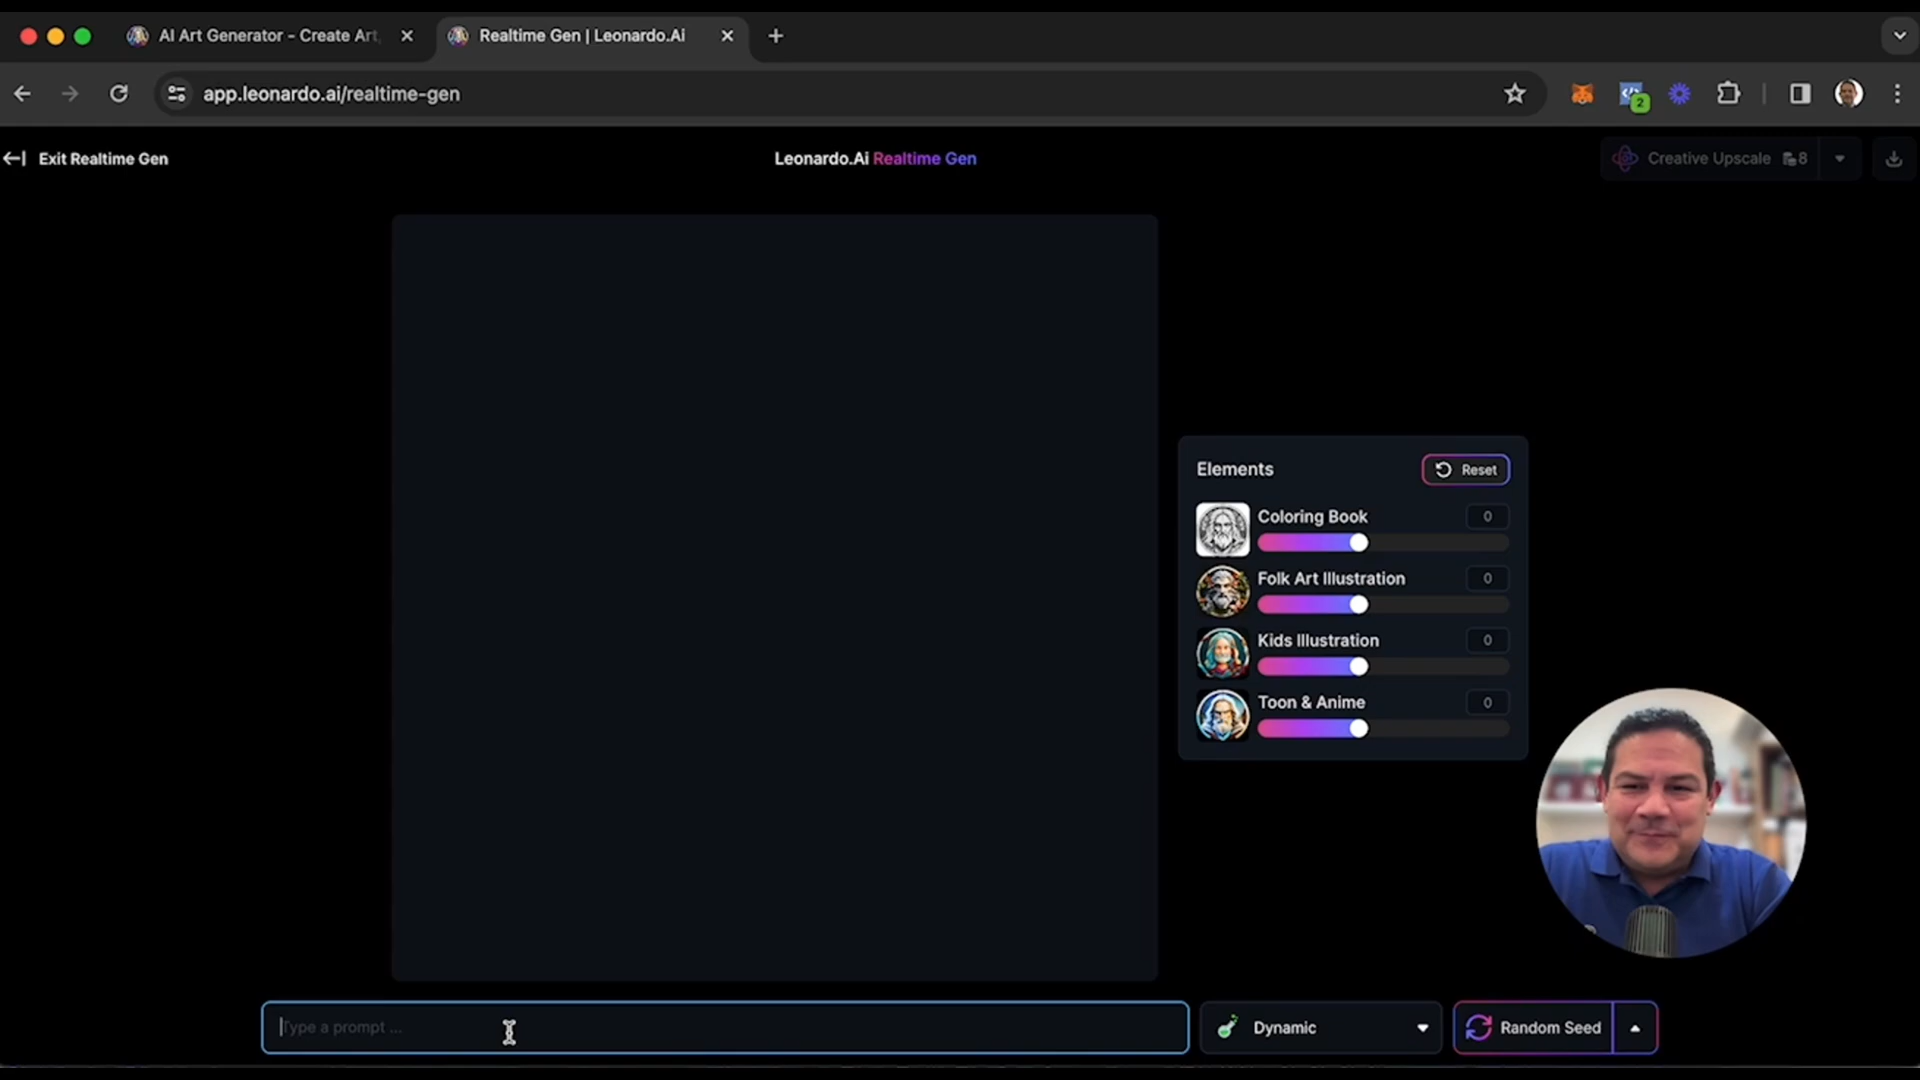 AI Art Generator - Create Art,
Realtime Gen | Leonardo.Ai
app.leonardo.ai/realtime-gen
2
Exit Realtime Gen
Leonardo.Ai Realtime Gen
Creative Upscale 8
Elements
Reset
Coloring Book 0
Folk Art Illustration 0
Kids Illustration 0
Toon & Anime 0
Type a prompt ...
Dynamic
Random Seed